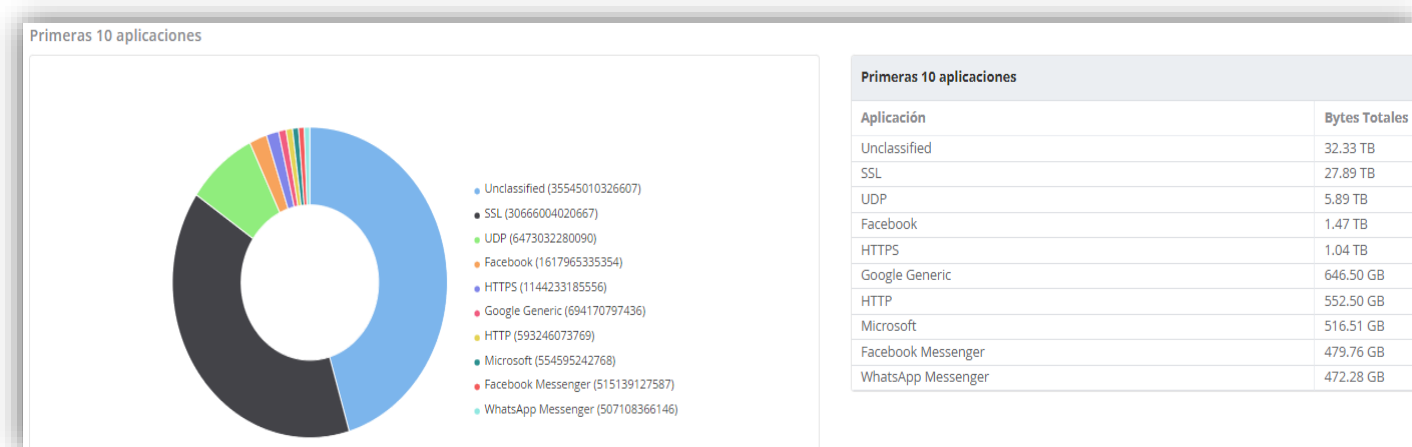 Primeras 10 aplicaciones
Unclassified (35545010326607)
SSL (30666004020667)
UDP (6473032280090)
Facebook (1617965335354)
HTTPS (1144233185556)
Google Generic (694170797436)
HTTP (593246073769)
Microsoft (554595242768)
Facebook Messenger (515139127587)
WhatsApp Messenger (507108366146)
Primeras 10 aplicaciones
Aplicación Bytes Totales
Unclassified 32.33 TB
SSL 27.89 TB
UDP 5.89 TB
Facebook 1.47 TB
HTTPS 1.04 TB
Google Generic 646.50 GB
HTTP 552.50 GB
Microsoft 516.51 GB
Facebook Messenger 479.76 GB
WhatsApp Messenger 472.28 GB